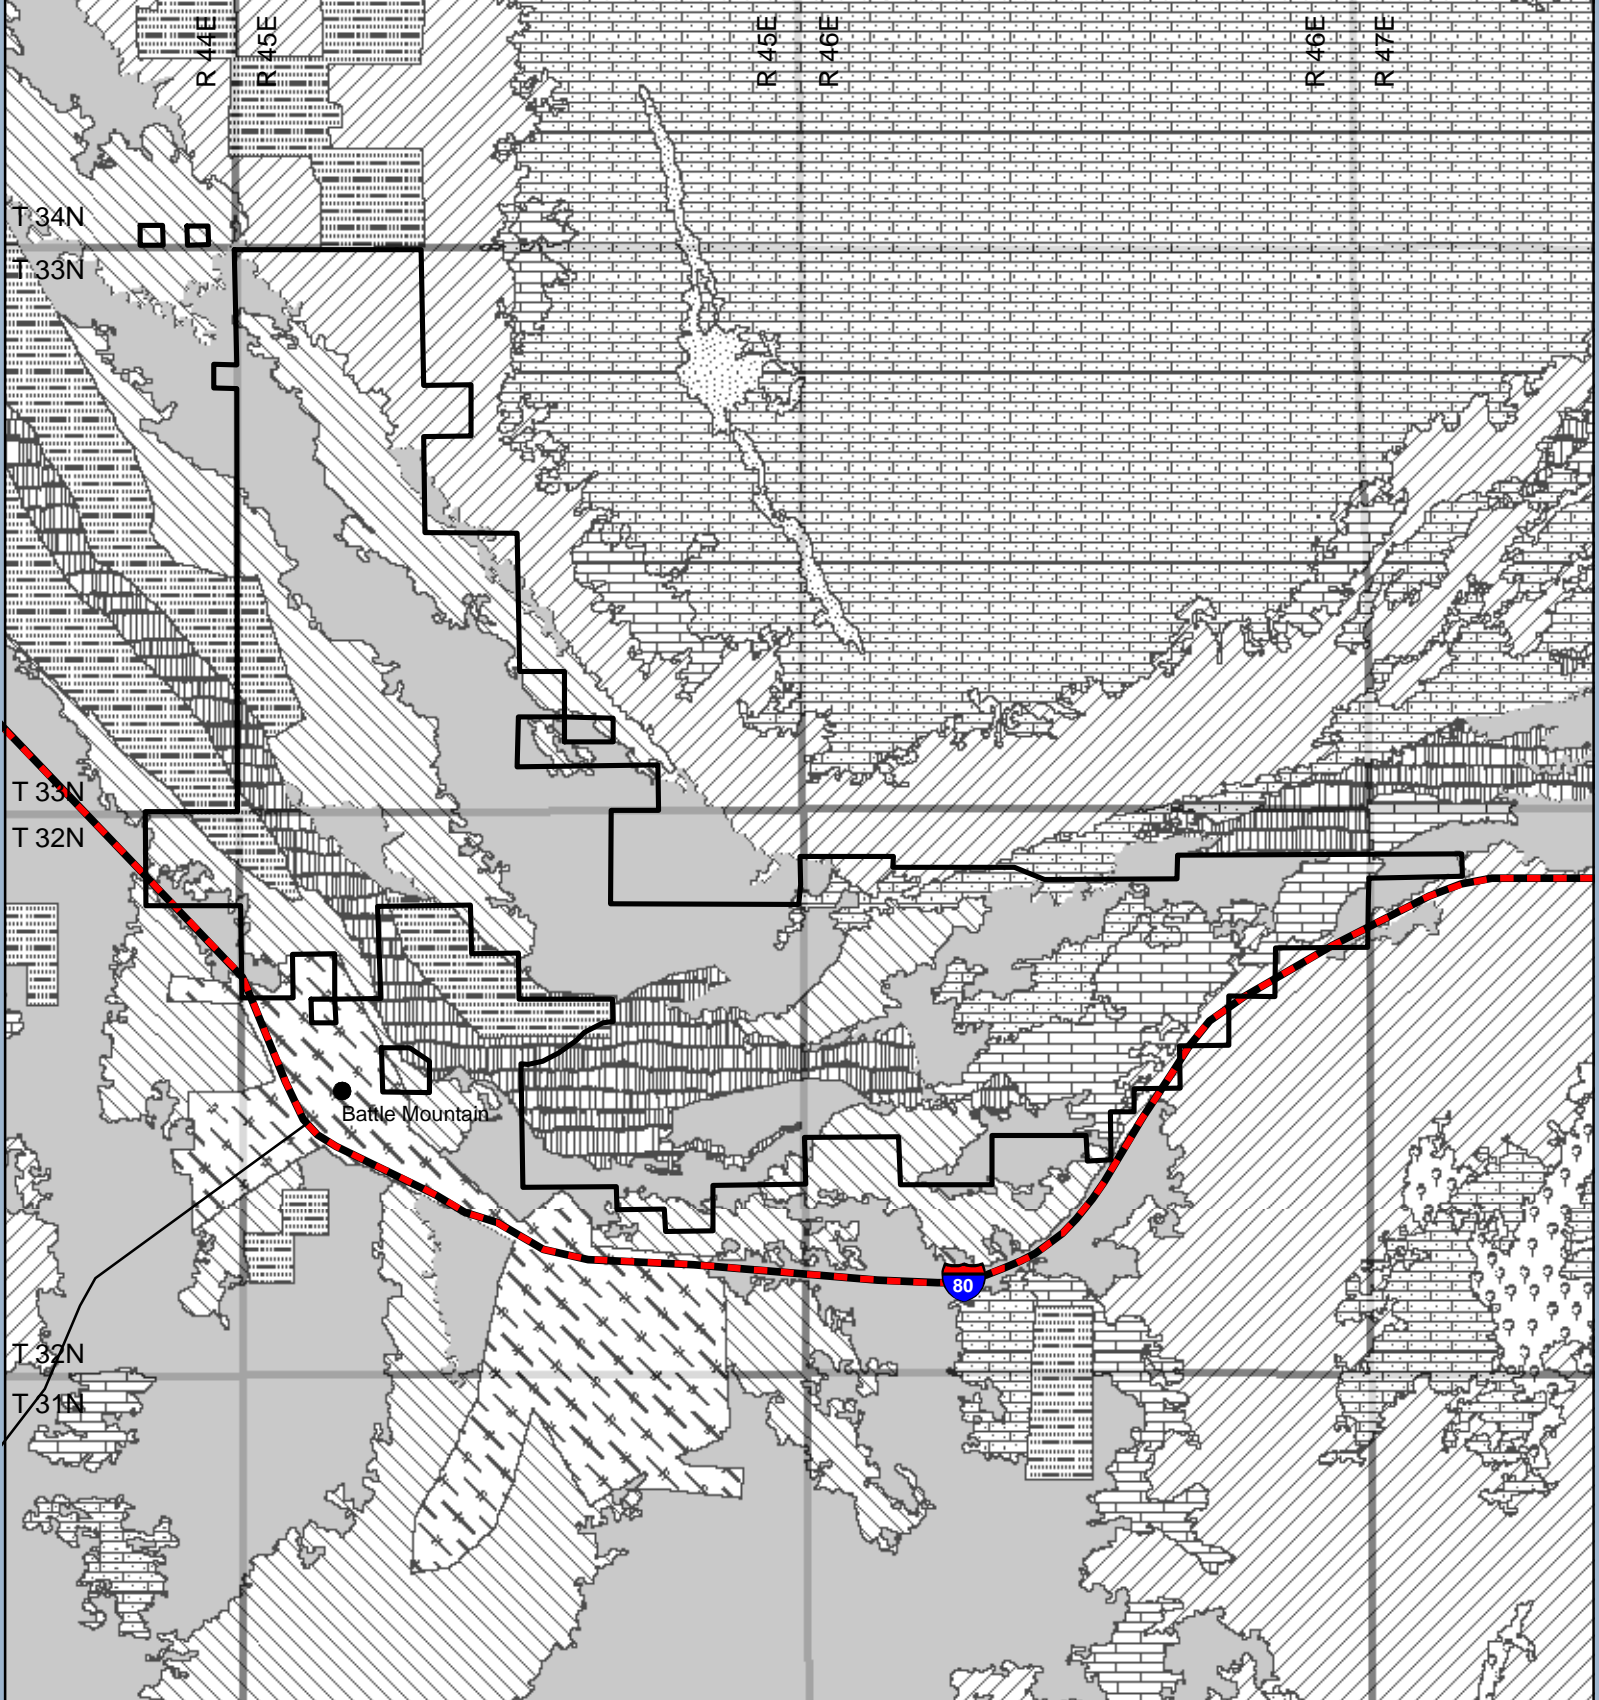 R 44E
R 45E
R 45E
R 46E
R 46E
R 47E
T 34N
T 33N
T 33N
T 32N
Battle Mountain
80
T 32N
T 31N